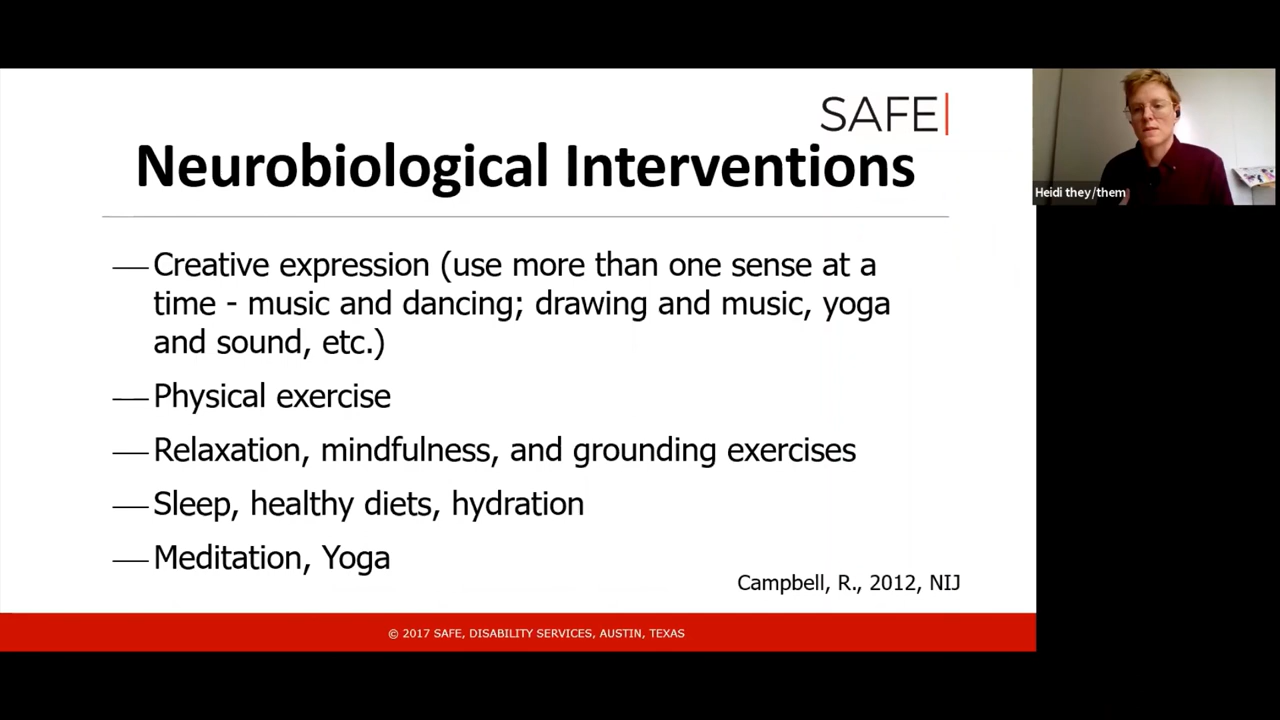 SAFE|
Neurobiological Interventions
Heidi they/them
— Creative expression (use more than one sense at a
time - music and dancing; drawing and music, yoga
and sound, etc.)
— Physical exercise
— Relaxation, mindfulness, and grounding exercises
— Sleep, healthy diets, hydration
— Meditation, Yoga
Campbell, R., 2012, NIJ
© 2017 SAFE, DISABILITY SERVICES, AUSTIN, TEXAS